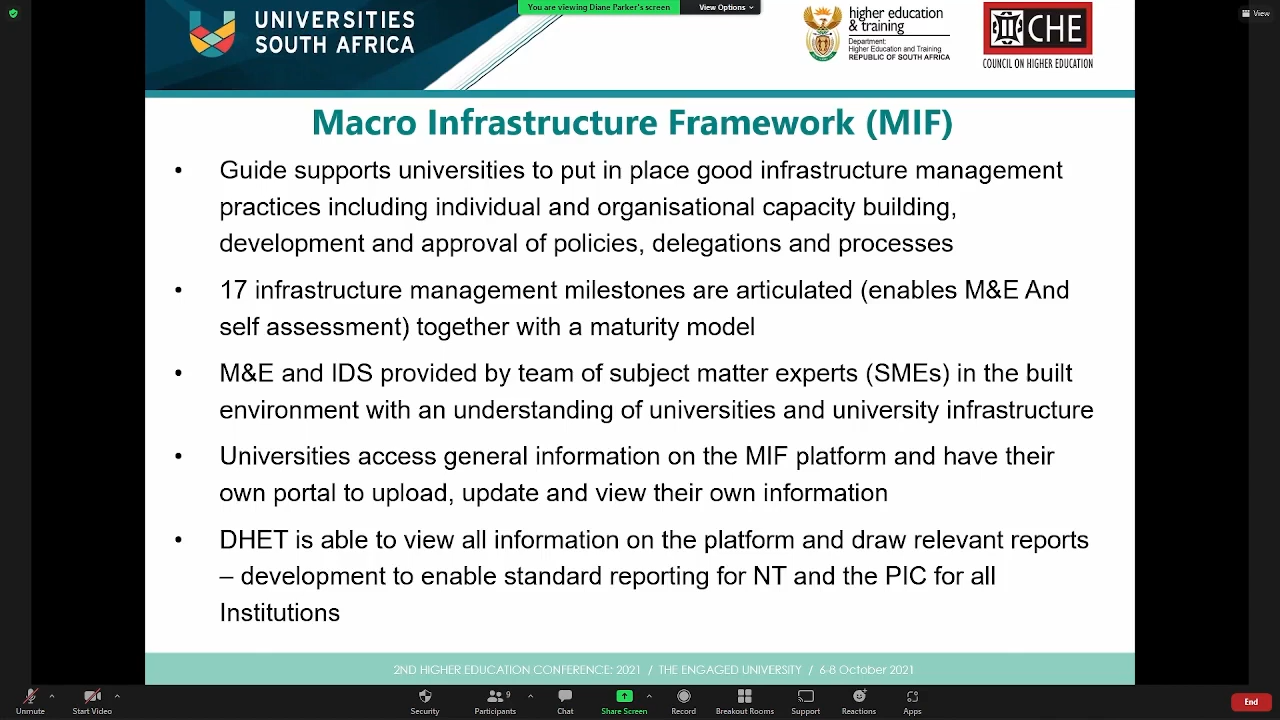 You are viewing Diane Parker's screen
View Options
View
UNIVERSITIES
SOUTH AFRICA
higher education
& training
Department:
Higher Education and Training
REPUBLIC OF SOUTH AFRICA
CHE
COUNCIL ON HIGHER EDUCATION
Macro Infrastructure Framework (MIF)
• Guide supports universities to put in place good infrastructure management
practices including individual and organisational capacity building,
development and approval of policies, delegations and processes
• 17 infrastructure management milestones are articulated (enables M&E And
self assessment) together with a maturity model
• M&E and IDS provided by team of subject matter experts (SMEs) in the built
environment with an understanding of universities and university infrastructure
• Universities access general information on the MIF platform and have their
own portal to upload, update and view their own information
• DHET is able to view all information on the platform and draw relevant reports
– development to enable standard reporting for NT and the PIC for all
Institutions
2ND HIGHER EDUCATION CONFERENCE: 2021 / THE ENGAGED UNIVERSITY / 6-8 October 2021
Unmute
Start Video
Security
Participants
9
Chat
Share Screen
Record
Breakout Rooms
Support
Reactions
Apps
End